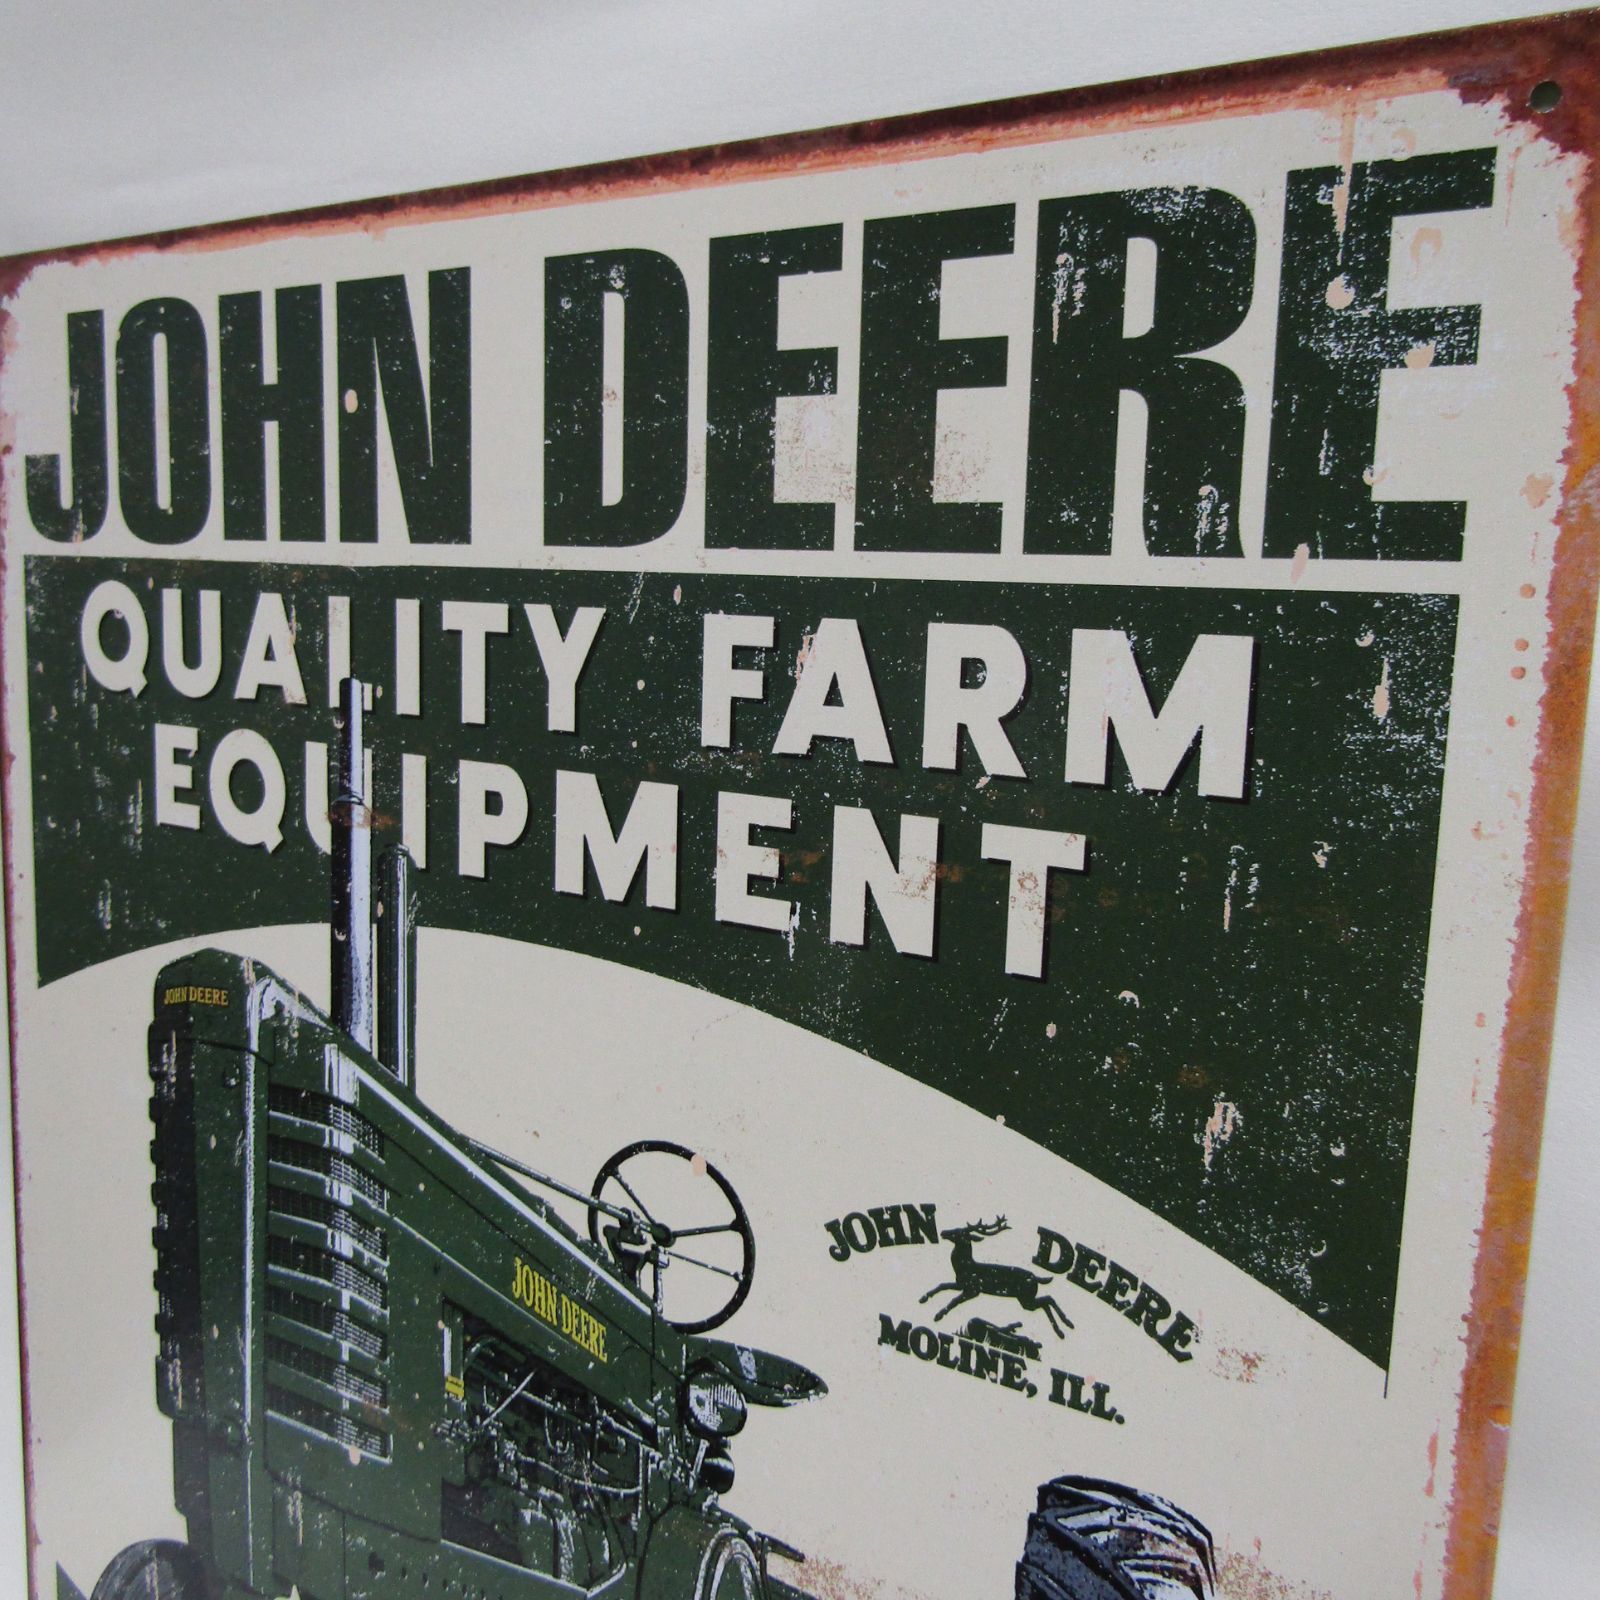 JOHN DEERE
QUALITY FARM
EQUIPMENT
JOHN DEERE
JOHN DEERE
JOHN DEERE
MOLINE, ILL.